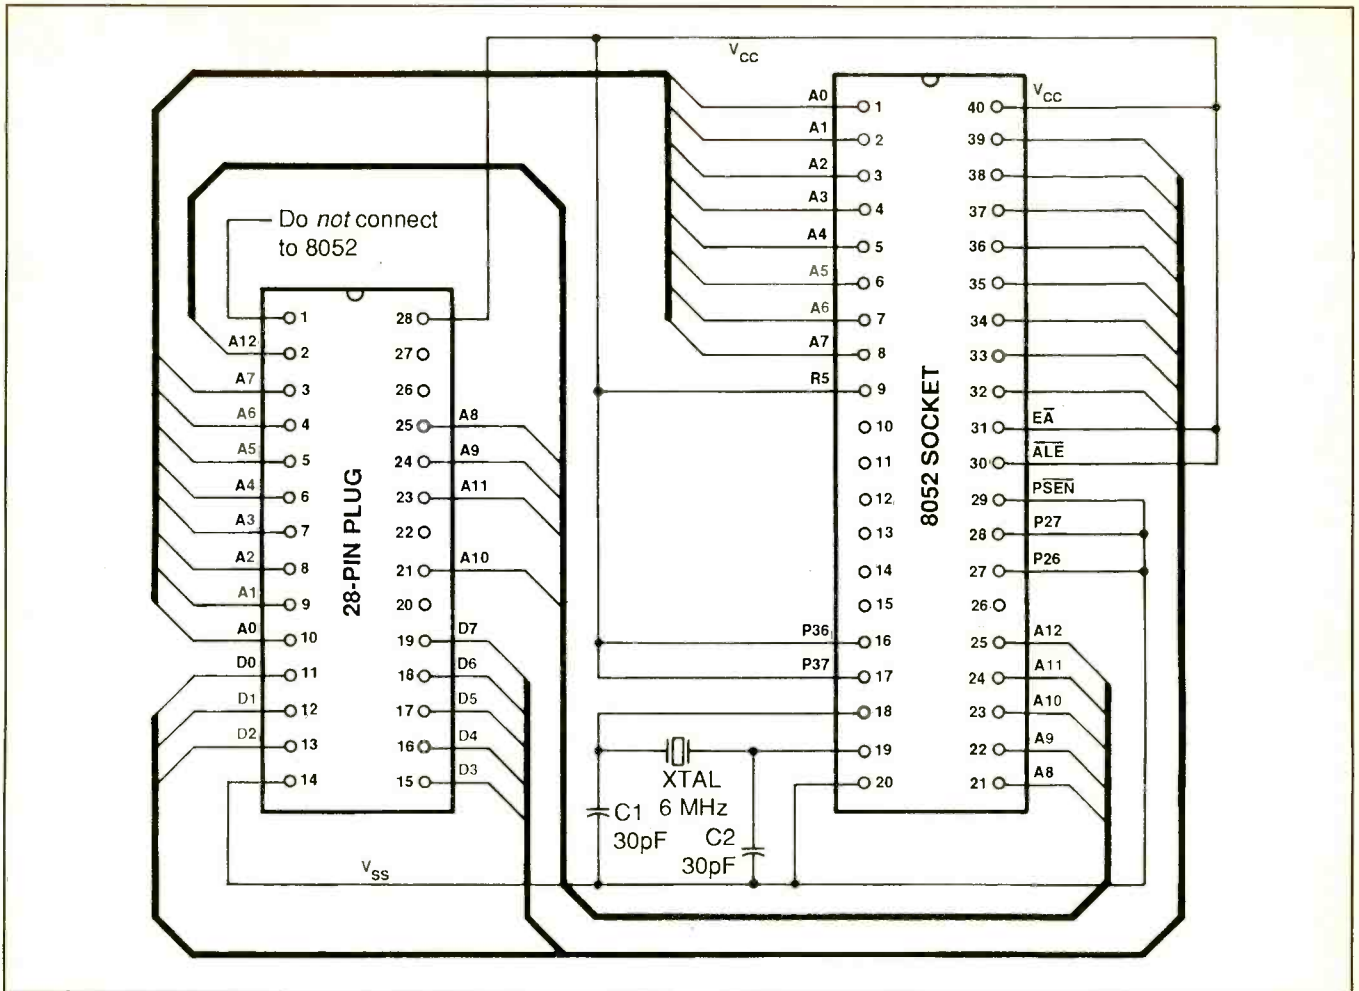 V_CC
Do not connect
to 8052
28-PIN PLUG
1
A12 2
A7 3
A6 4
A5 5
A4 6
A3 7
A2 8
A1 9
A0 10
D0 11
D1 12
D2 13
14
28
27
26
25 A8
24 A9
23 A11
22
21 A10
20
19 D7
18 D6
17 D5
16 D4
15 D3
V_SS
8052 SOCKET
A0 1
A1 2
A2 3
A3 4
A4 5
A5 6
A6 7
A7 8
R5 9
10
11
12
13
14
15
P36 16
P37 17
18
19
20
40 V_CC
39
38
37
36
35
34
33
32
31 EA̅
30 A̅L̅E̅
29 PS̅E̅N̅
28 P27
27 P26
26
25 A12
24 A11
23 A10
22 A9
21 A8
XTAL
6 MHz
C1
30pF
C2
30pF